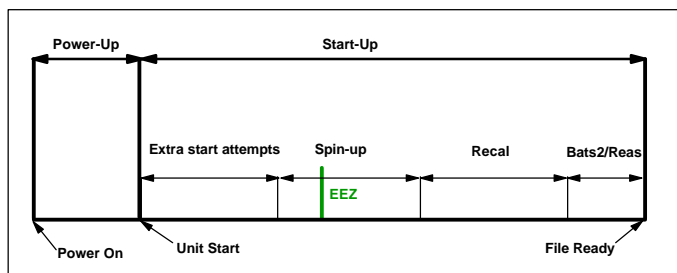 Power-Up
Start-Up
Extra start attempts
Spin-up
Recal
Bats2/Reas
EEZ
Power On
Unit Start
File Ready